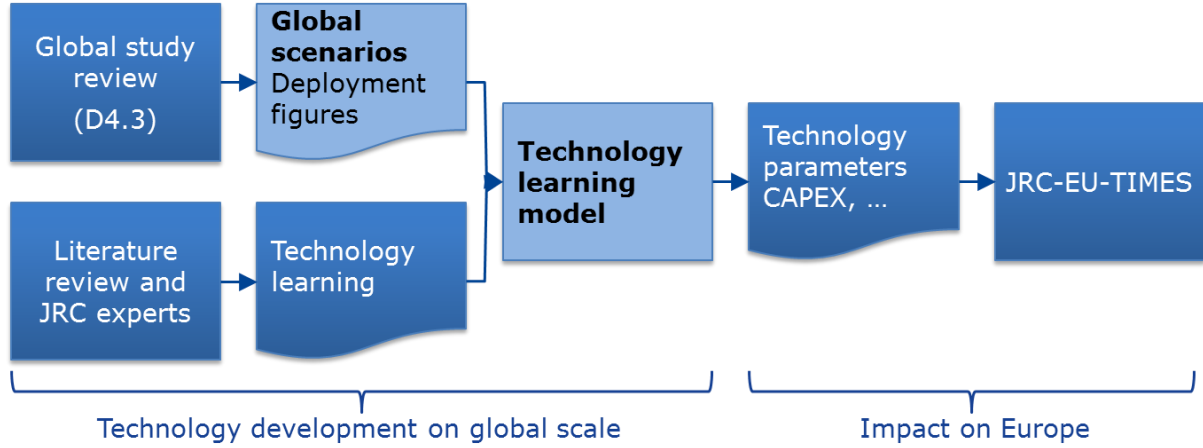 Global study
review
(D4.3)
Global
scenarios
Deployment
figures
Literature
review and
JRC experts
Technology
learning
Technology
learning
model
Technology
parameters
CAPEX, ...
JRC-EU-TIMES
Technology development on global scale
Impact on Europe